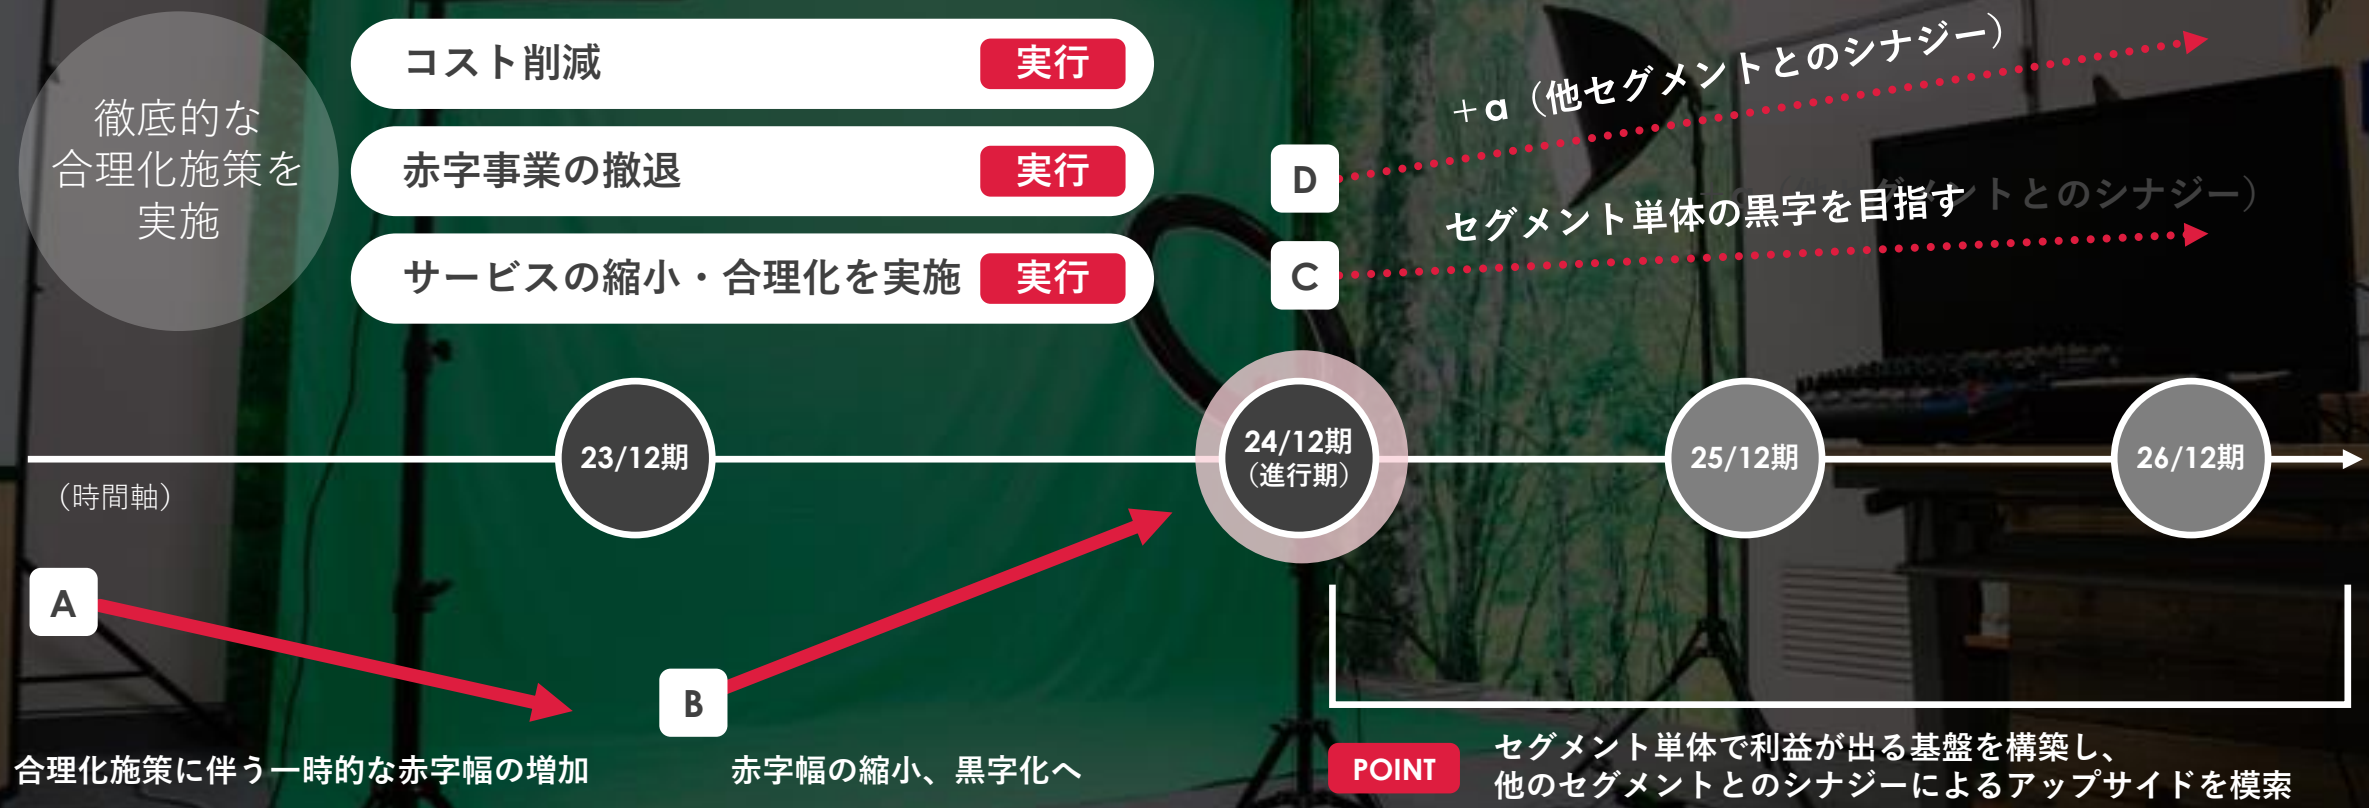 徹底的な
合理化施策を
実施
コスト削減 実行
赤字事業の撤退 実行
サービスの縮小・合理化を実施 実行
+α（他セグメントとのシナジー）
D
セグメント単体の黒字を目指す
ントとのシナジー）
C
23/12期
24/12期
（進行期）
25/12期
26/12期
（時間軸）
A
B
合理化施策に伴う一時的な赤字幅の増加
赤字幅の縮小、黒字化へ
POINT
セグメント単体で利益が出る基盤を構築し、
他のセグメントとのシナジーによるアップサイドを模索